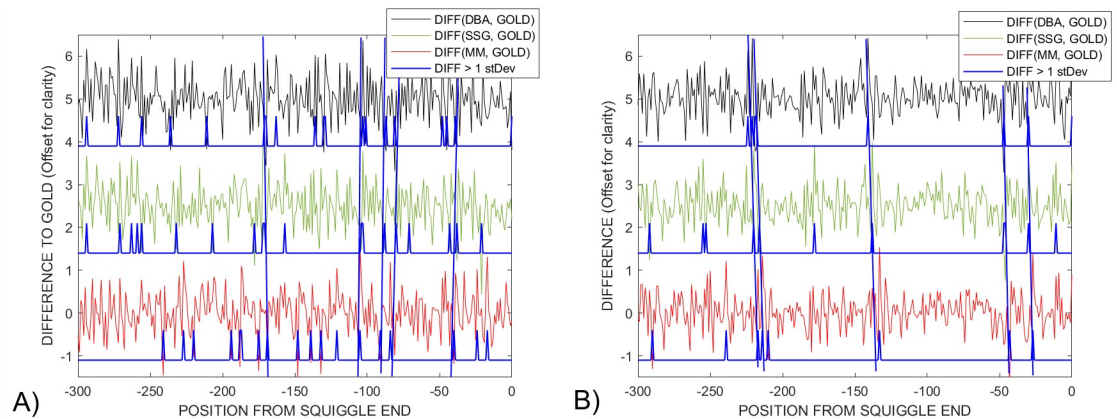 DIFF(DBA, GOLD)
DIFF(SSG, GOLD)
DIFF(MM, GOLD)
DIFF > 1 stDev
DIFFERENCE TO GOLD (Offset for clarity)
6
5
4
3
2
1
0
-1
-300 -250 -200 -150 -100 -50 0
POSITION FROM SQUIGGLE END
A)
DIFF(DBA, GOLD)
DIFF(SSG, GOLD)
DIFF(MM, GOLD)
DIFF > 1 stDev
DIFFERENCE (Offset for clarity)
6
5
4
3
2
1
0
-1
-300 -250 -200 -150 -100 -50 0
POSITION FROM SQUIGGLE END
B)